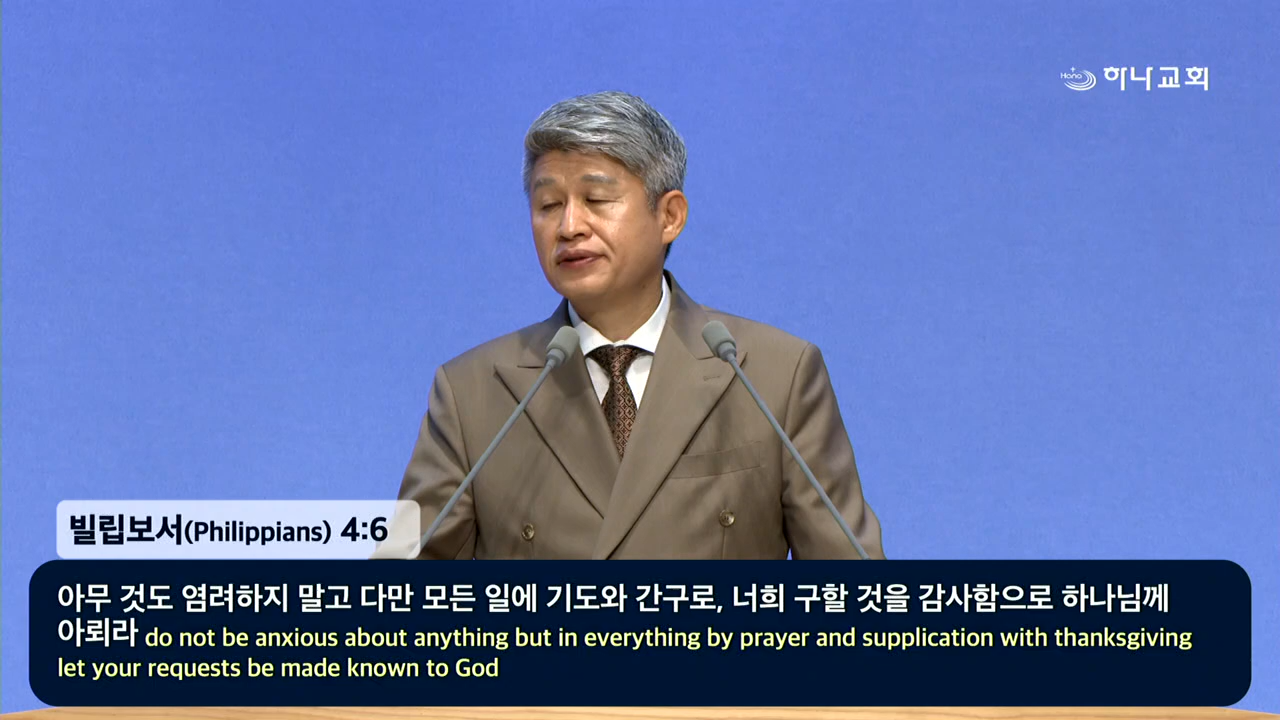 Hana 하나교회
빌립보서(Philippians) 4:6
아무 것도 염려하지 말고 다만 모든 일에 기도와 간구로, 너희 구할 것을 감사함으로 하나님께
아뢰라 do not be anxious about anything but in everything by prayer and supplication with thanksgiving
let your requests be made known to God